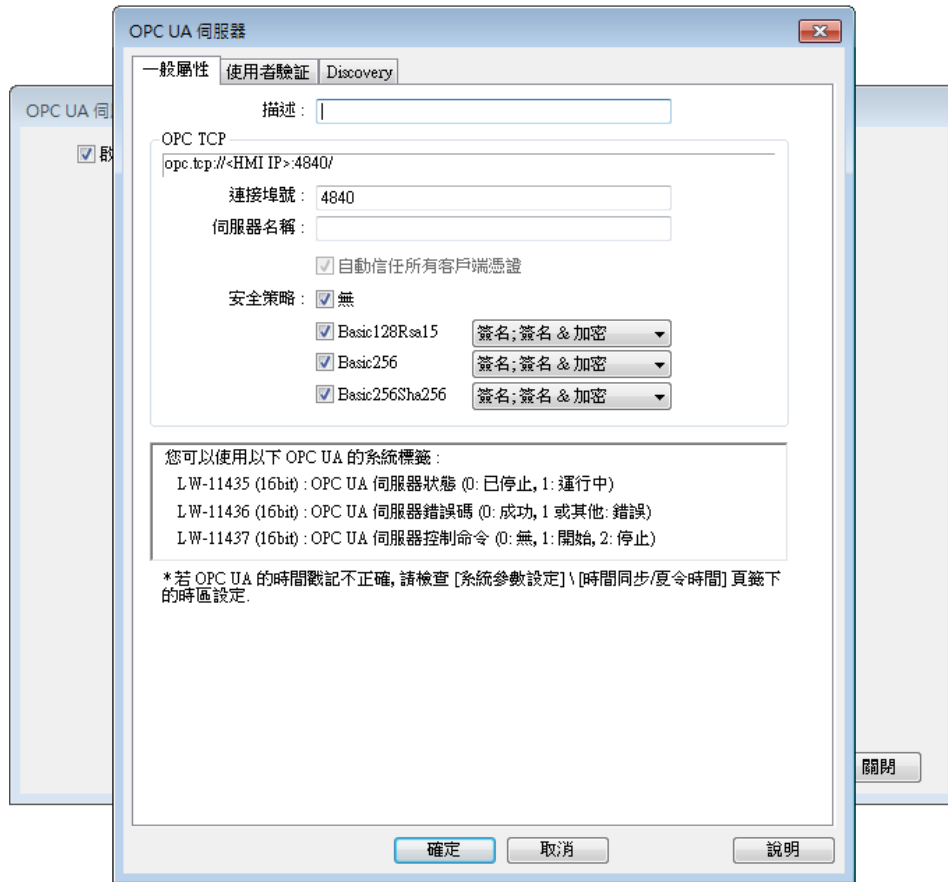 OPC UA 伺服器
一般屬性 使用者驗証 Discovery
OPC UA 伺
啟
描述 :
OPC TCP
opc.tcp://<HMI IP>:4840/
連接埠號 : 4840
伺服器名稱 :
自動信任所有客戶端憑證
安全策略 : 無
Basic128Rsa15 簽名; 簽名 & 加密
Basic256 簽名; 簽名 & 加密
Basic256Sha256 簽名; 簽名 & 加密
您可以使用以下 OPC UA 的系統標籤 :
LW-11435 (16bit) : OPC UA 伺服器狀態 (0: 已停止, 1: 運行中)
LW-11436 (16bit) : OPC UA 伺服器錯誤碼 (0: 成功, 1 或其他: 錯誤)
LW-11437 (16bit) : OPC UA 伺服器控制命令 (0: 無, 1: 開始, 2: 停止)
*若 OPC UA 的時間戳記不正確, 請檢查 [系統參數設定] \ [時間同步/夏令時間] 頁籤下
的時區設定.
關閉
確定 取消 說明